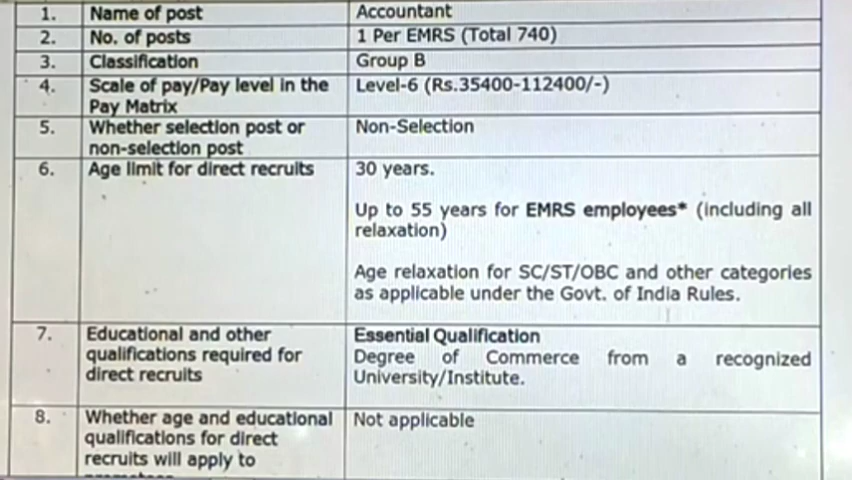 1. Name of post Accountant
2. No. of posts 1 Per EMRS (Total 740)
3. Classification Group B
4. Scale of pay/Pay level in the Level-6 (Rs.35400-112400/-)
Pay Matrix
5. Whether selection post or Non-Selection
non-selection post
6. Age limit for direct recruits 30 years.
Up to 55 years for EMRS employees* (including all
relaxation)
Age relaxation for SC/ST/OBC and other categories
as applicable under the Govt. of India Rules.
7. Educational and other Essential Qualification
qualifications required for Degree of Commerce from a recognized
direct recruits University/Institute.
8. Whether age and educational Not applicable
qualifications for direct
recruits will apply to